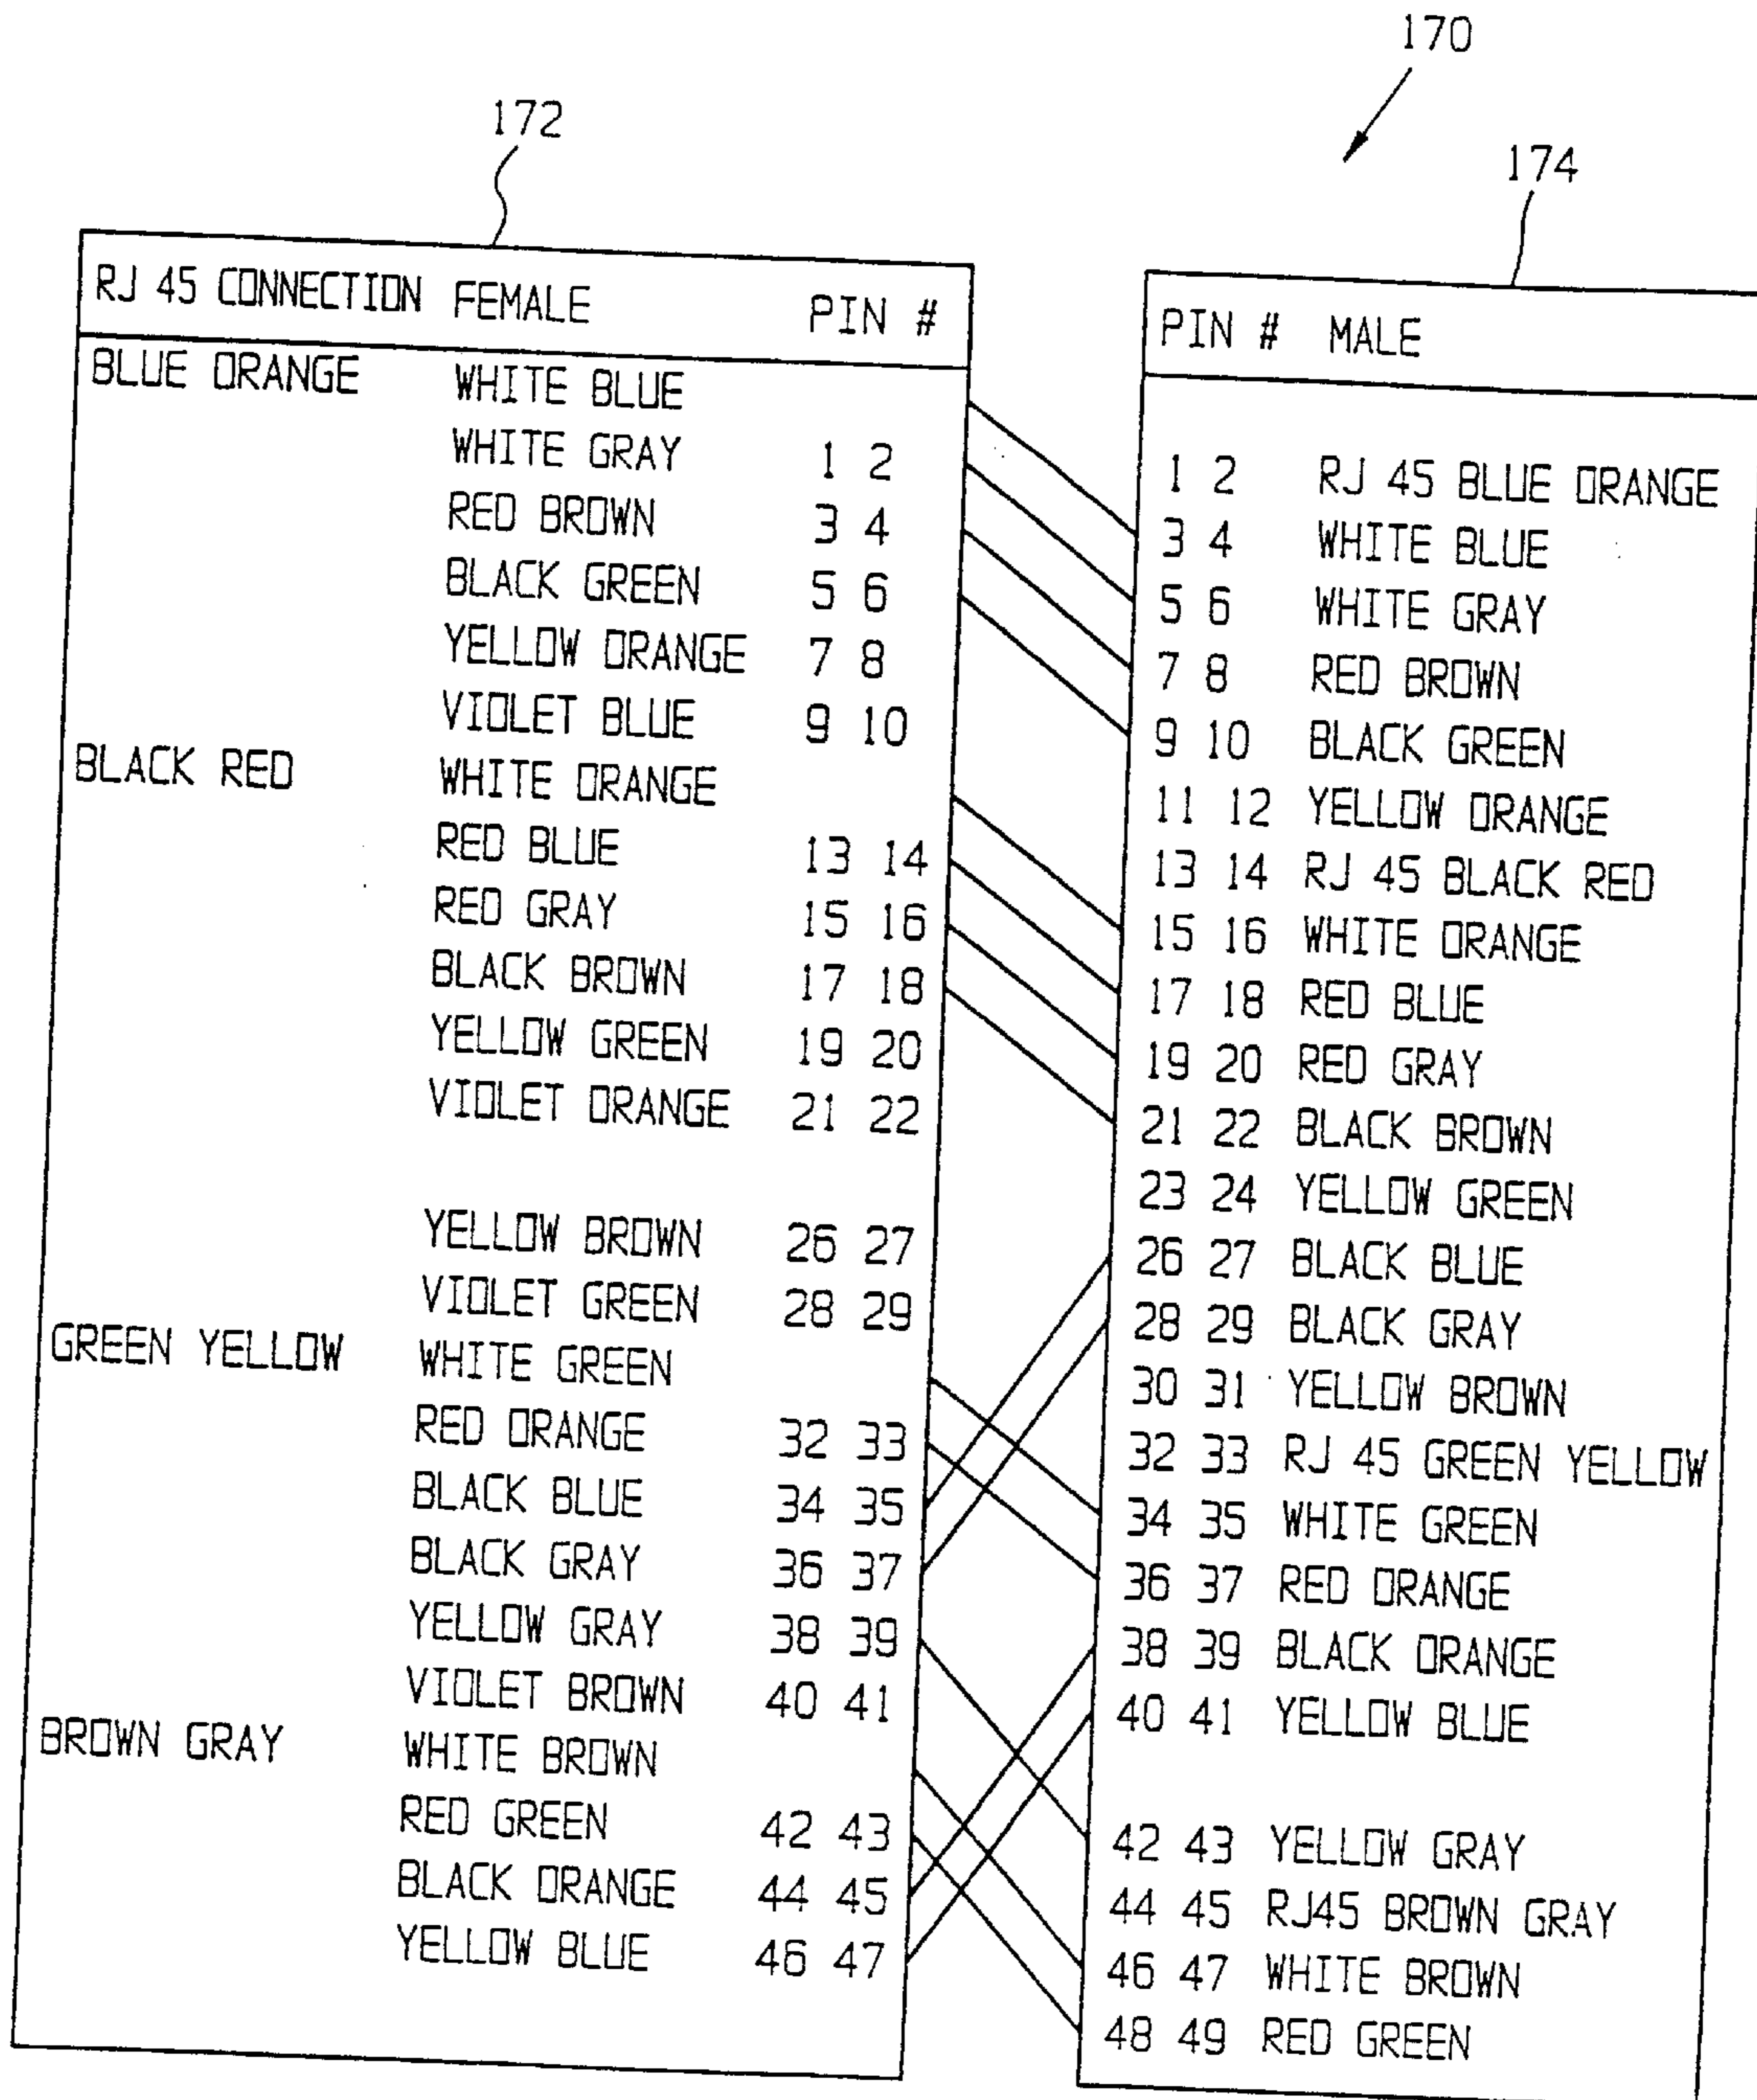 170
172
174
RJ 45 CONNECTION FEMALE PIN #
BLUE ORANGE WHITE BLUE
WHITE GRAY 1 2
RED BROWN 3 4
BLACK GREEN 5 6
YELLOW ORANGE 7 8
VIOLET BLUE 9 10
BLACK RED WHITE ORANGE
RED BLUE 13 14
RED GRAY 15 16
BLACK BROWN 17 18
YELLOW GREEN 19 20
VIOLET ORANGE 21 22
YELLOW BROWN 26 27
VIOLET GREEN 28 29
GREEN YELLOW WHITE GREEN
RED ORANGE 32 33
BLACK BLUE 34 35
BLACK GRAY 36 37
YELLOW GRAY 38 39
VIOLET BROWN 40 41
BROWN GRAY WHITE BROWN
RED GREEN 42 43
BLACK ORANGE 44 45
YELLOW BLUE 46 47
PIN # MALE
1 2 RJ 45 BLUE ORANGE
3 4 WHITE BLUE
5 6 WHITE GRAY
7 8 RED BROWN
9 10 BLACK GREEN
11 12 YELLOW ORANGE
13 14 RJ 45 BLACK RED
15 16 WHITE ORANGE
17 18 RED BLUE
19 20 RED GRAY
21 22 BLACK BROWN
23 24 YELLOW GREEN
26 27 BLACK BLUE
28 29 BLACK GRAY
30 31 YELLOW BROWN
32 33 RJ 45 GREEN YELLOW
34 35 WHITE GREEN
36 37 RED ORANGE
38 39 BLACK ORANGE
40 41 YELLOW BLUE
42 43 YELLOW GRAY
44 45 RJ45 BROWN GRAY
46 47 WHITE BROWN
48 49 RED GREEN